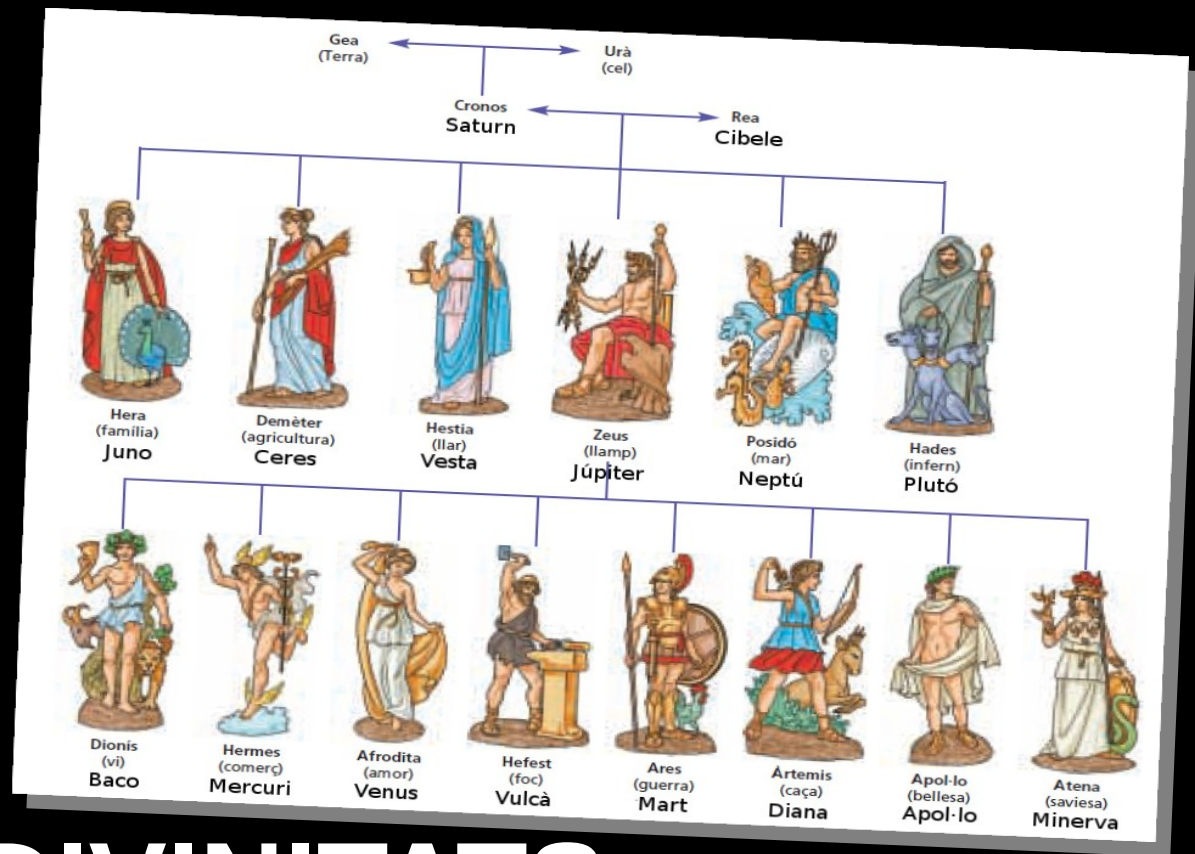 Gea
(Terra)
Urà
(cel)
Cronos
Saturn
Rea
Cibele
Hera
(família)
Juno
Demèter
(agricultura)
Ceres
Hestia
(llar)
Vesta
Zeus
(llamp)
Júpiter
Posidó
(mar)
Neptú
Hades
(infern)
Plutó
Dionís
(vi)
Baco
Hermes
(comerç)
Mercuri
Afrodita
(amor)
Venus
Hefest
(foc)
Vulcà
Ares
(guerra)
Mart
Àrtemis
(caça)
Diana
Apol·lo
(bellesa)
Apol·lo
Atena
(saviesa)
Minerva
DIVINITATS